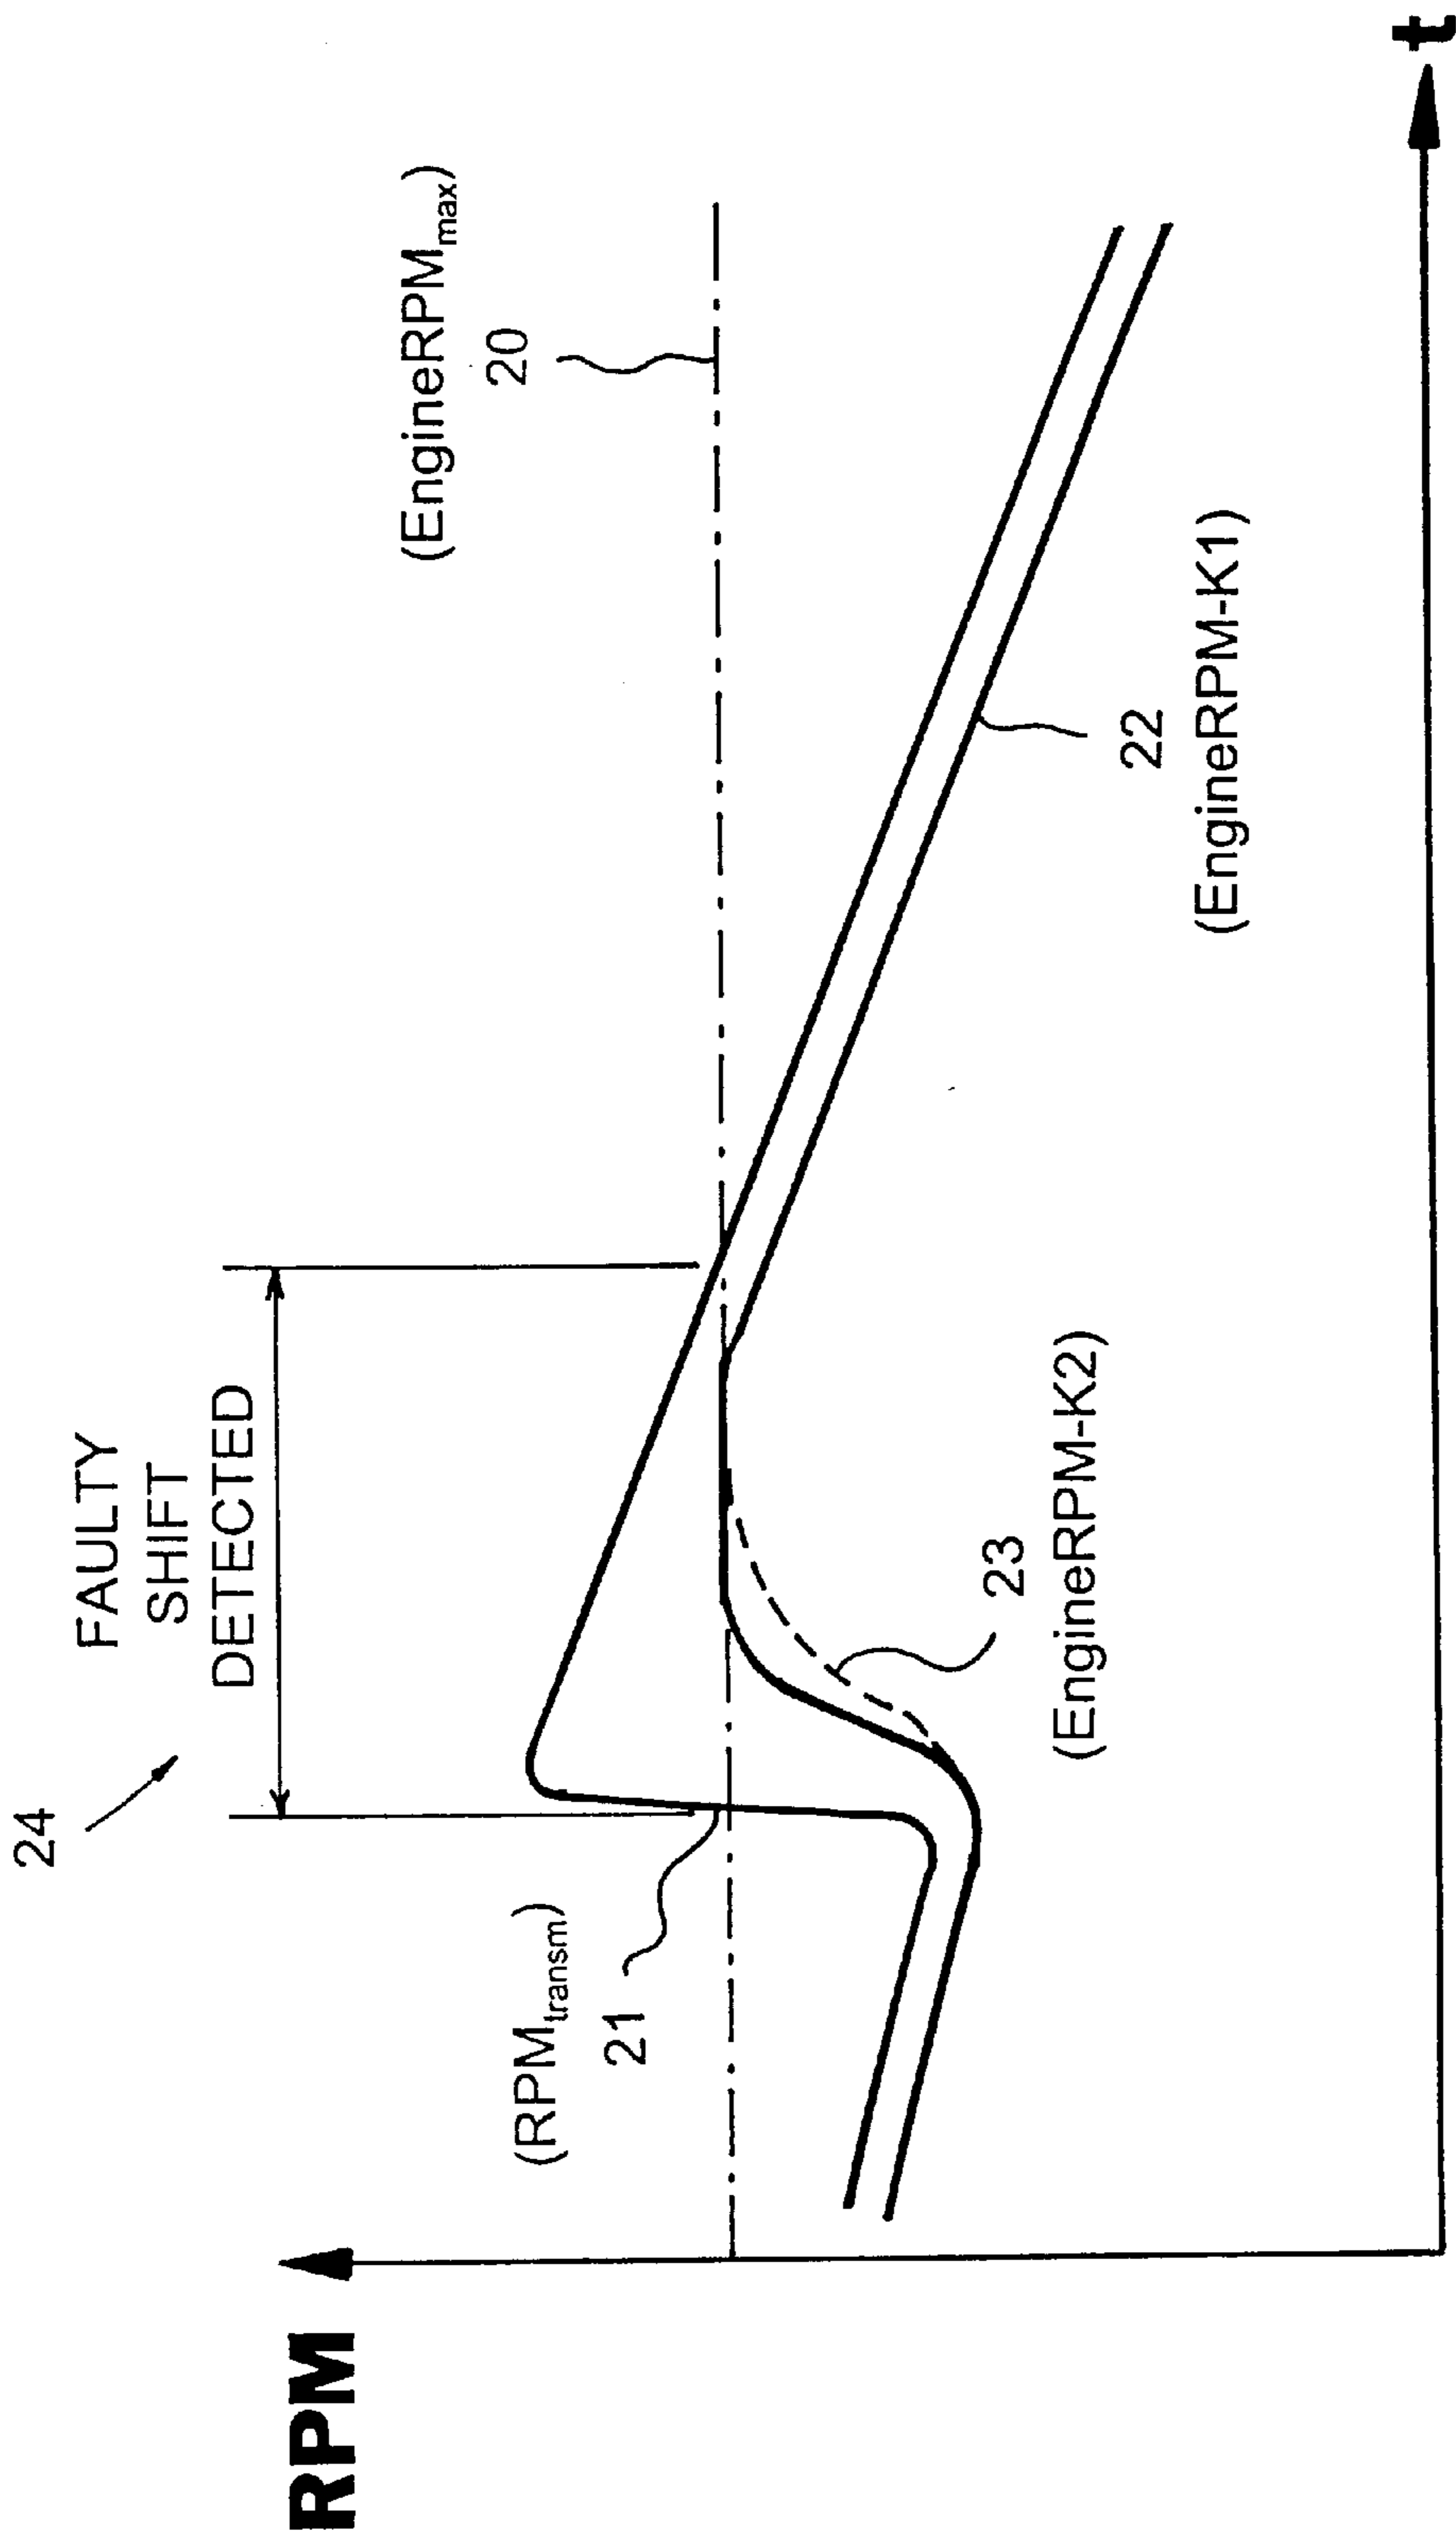 24
FAULTY
SHIFT
DETECTED
RPM
(RPMtransm)
21
(EngineRPMmax)
20
23
(EngineRPM-K2)
22
(EngineRPM-K1)
t